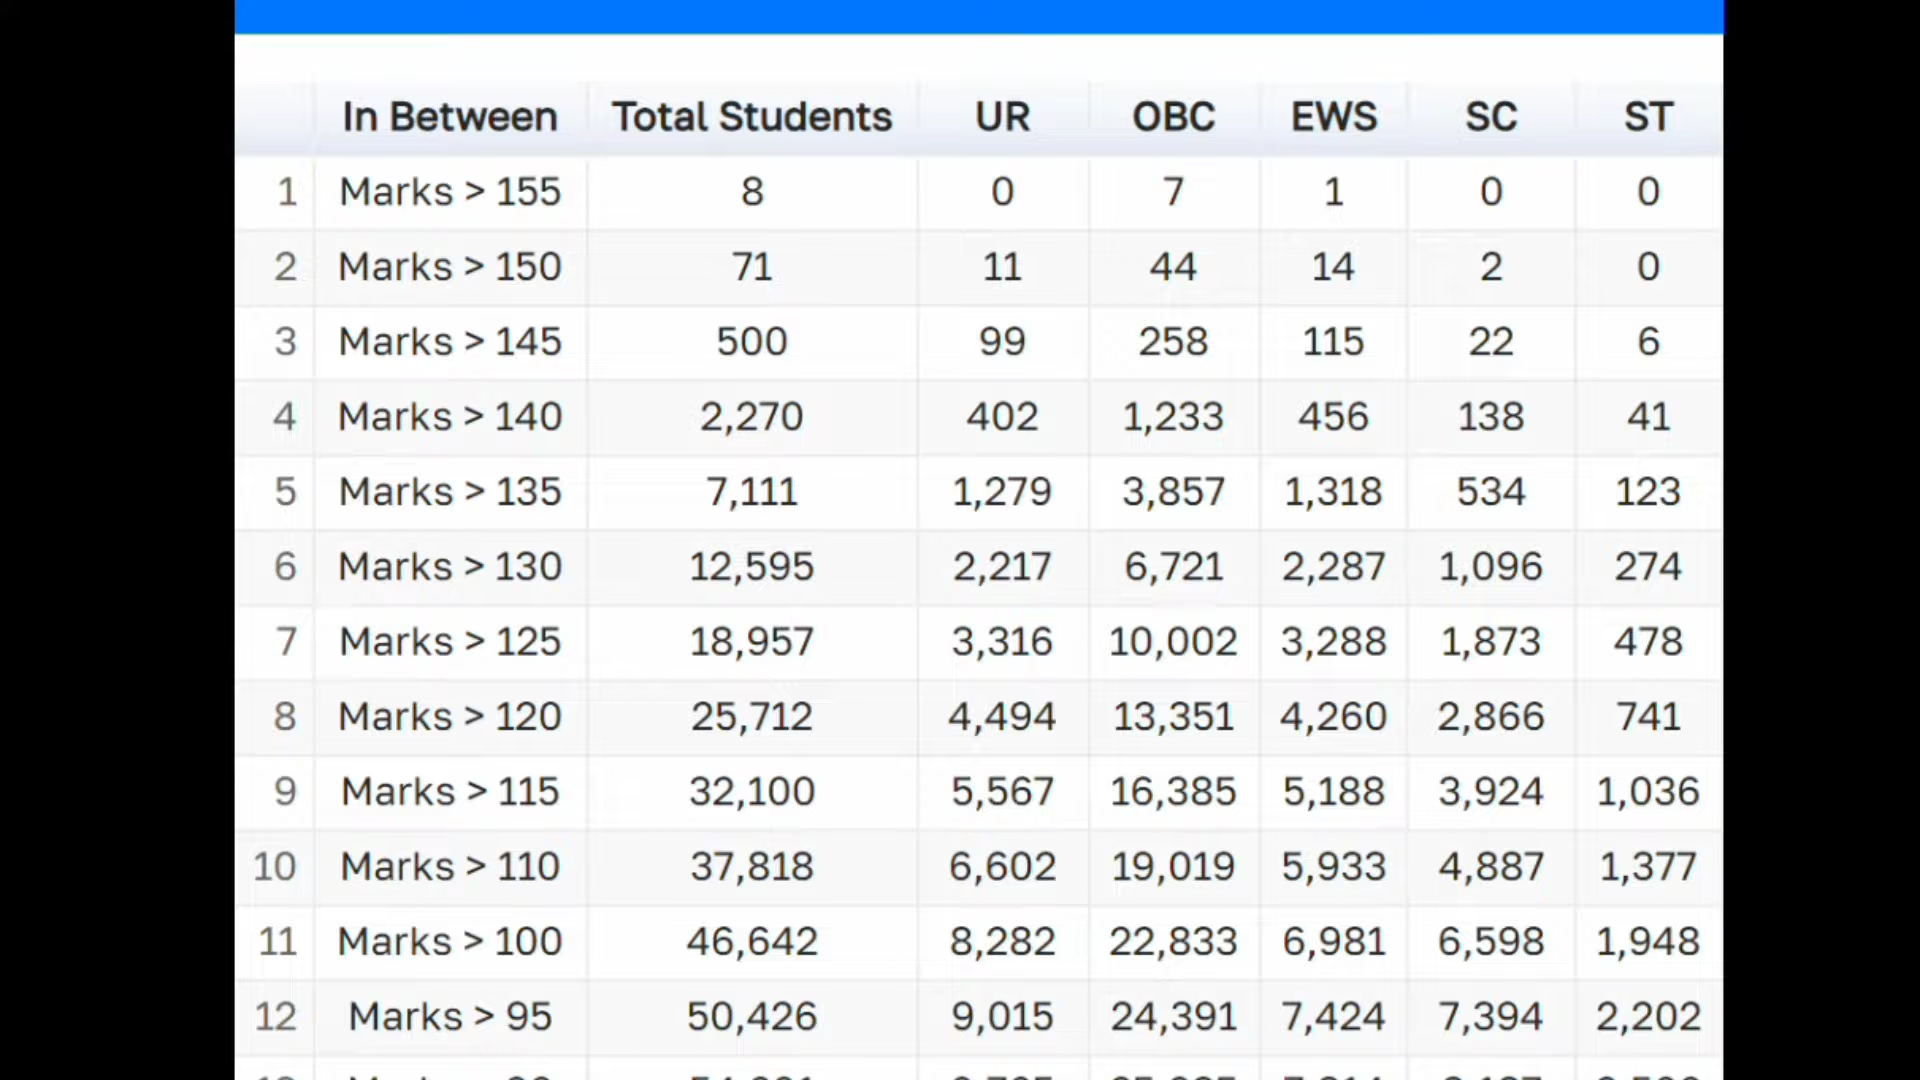 In Between Total Students UR OBC EWS SC ST
1 Marks > 155 8 0 7 1 0 0
2 Marks > 150 71 11 44 14 2 0
3 Marks > 145 500 99 258 115 22 6
4 Marks > 140 2,270 402 1,233 456 138 41
5 Marks > 135 7,111 1,279 3,857 1,318 534 123
6 Marks > 130 12,595 2,217 6,721 2,287 1,096 274
7 Marks > 125 18,957 3,316 10,002 3,288 1,873 478
8 Marks > 120 25,712 4,494 13,351 4,260 2,866 741
9 Marks > 115 32,100 5,567 16,385 5,188 3,924 1,036
10 Marks > 110 37,818 6,602 19,019 5,933 4,887 1,377
11 Marks > 100 46,642 8,282 22,833 6,981 6,598 1,948
12 Marks > 95 50,426 9,015 24,391 7,424 7,394 2,202